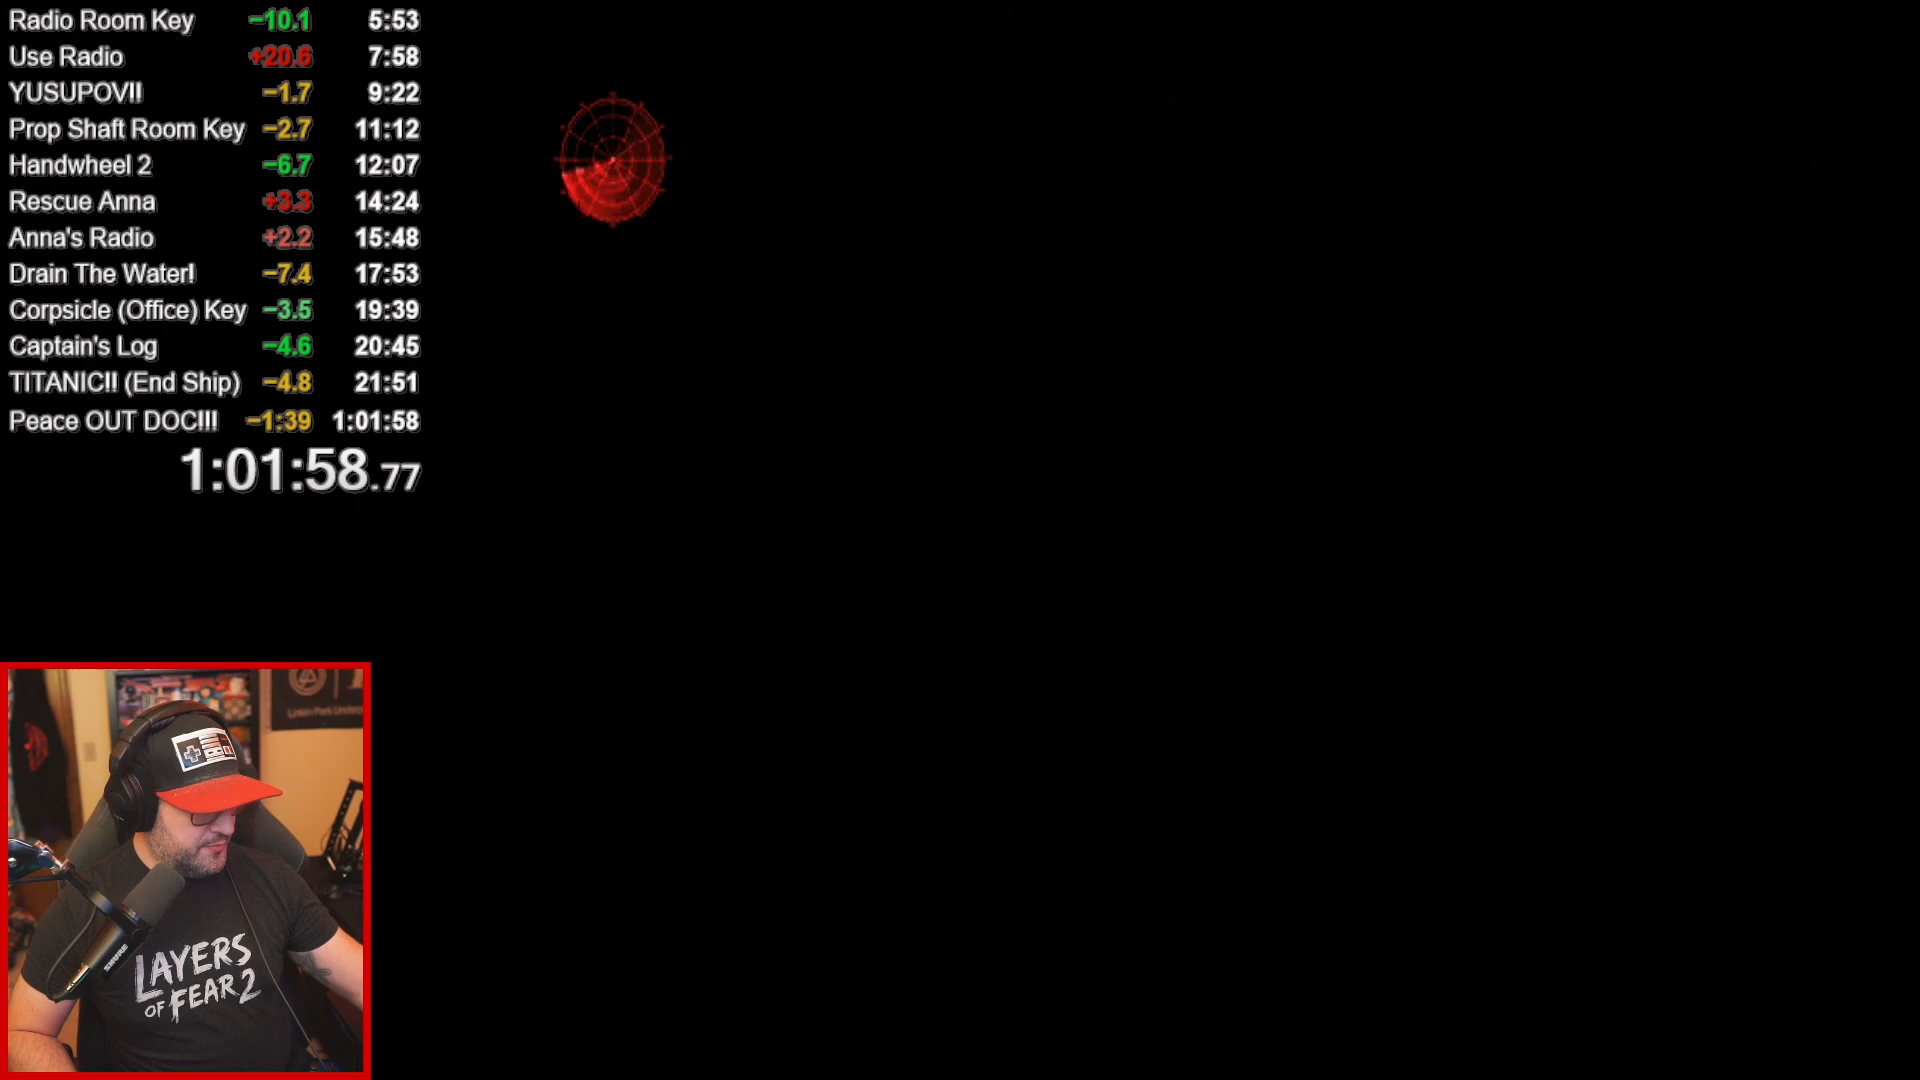 Radio Room Key −10.1 5:53
Use Radio +20.6 7:58
YUSUPOV!! −1.7 9:22
Prop Shaft Room Key −2.7 11:12
Handwheel 2 −6.7 12:07
Rescue Anna +3.3 14:24
Anna's Radio +2.2 15:48
Drain The Water! −7.4 17:53
Corpsicle (Office) Key −3.5 19:39
Captain's Log −4.6 20:45
TITANIC!! (End Ship) −4.8 21:51
Peace OUT DOC!!! −1:39 1:01:58
1:01:58.77
Linkin Park
SHURE
LAYERS
OF FEAR 2